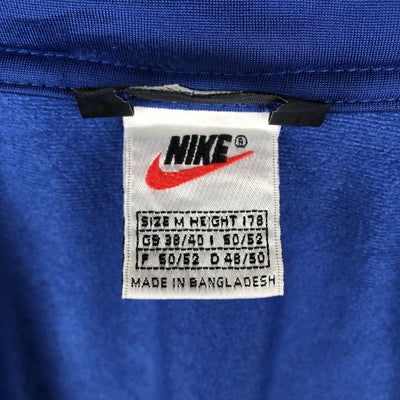 NIKE ®
SIZE M HEIGHT 178
GB 38/40 I 50/52
F 50/52 D 48/50
MADE IN BANGLADESH